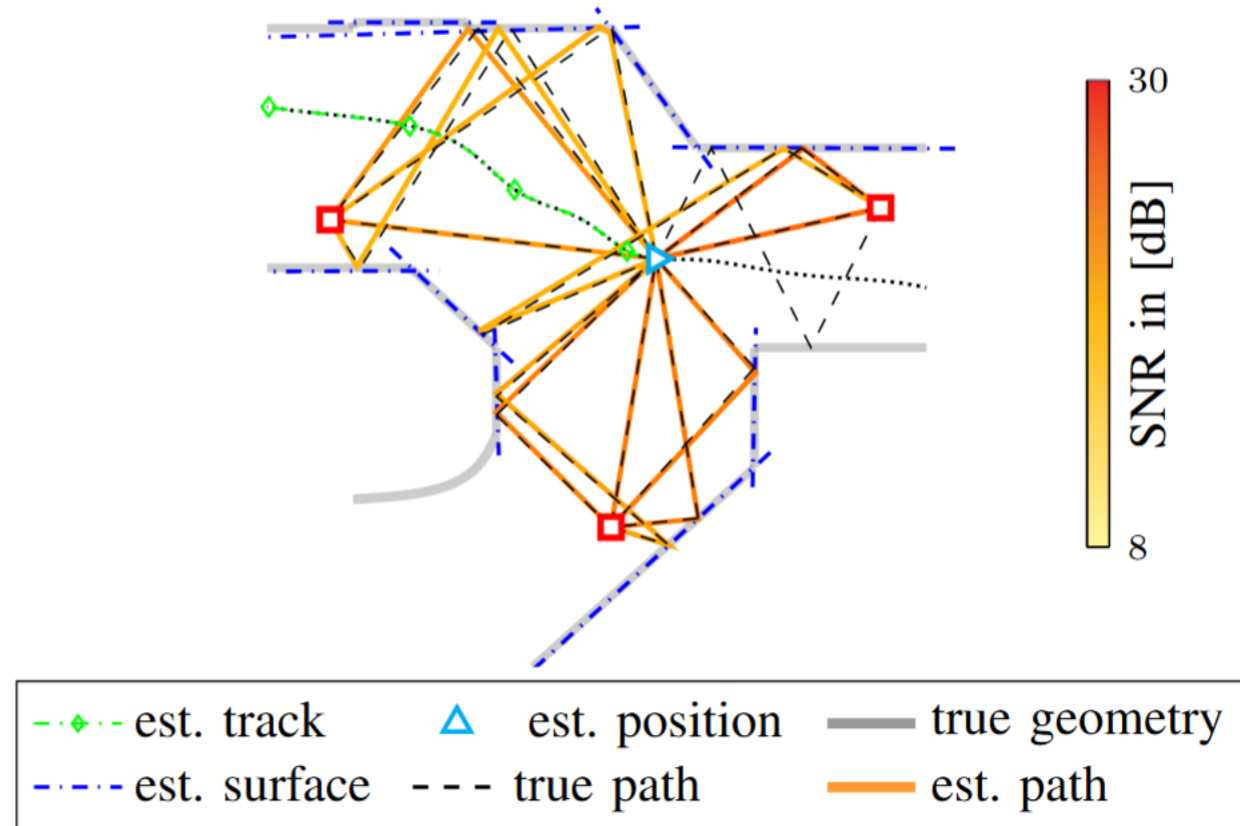 30
SNR in [dB]
8
est. track est. position true geometry
est. surface true path est. path